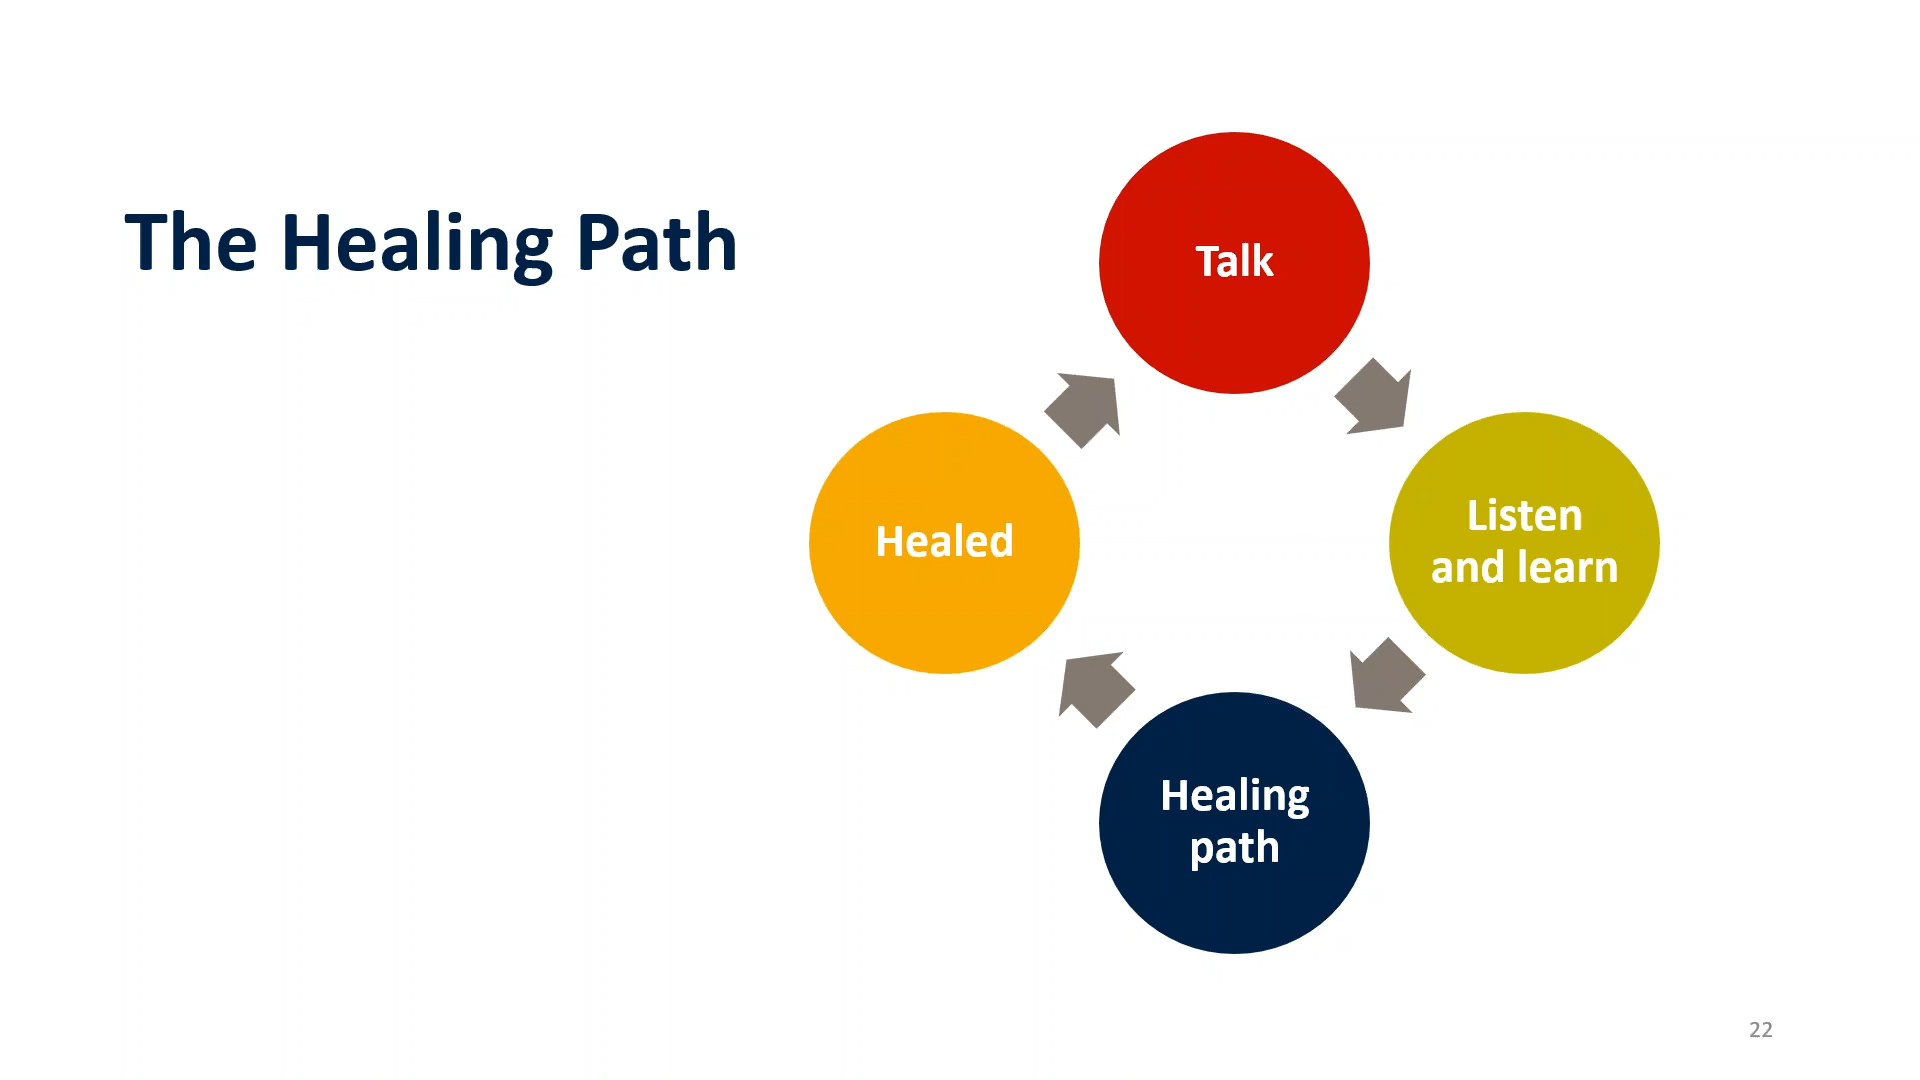 The Healing Path
Talk
Listen
and learn
Healing
path
Healed
22